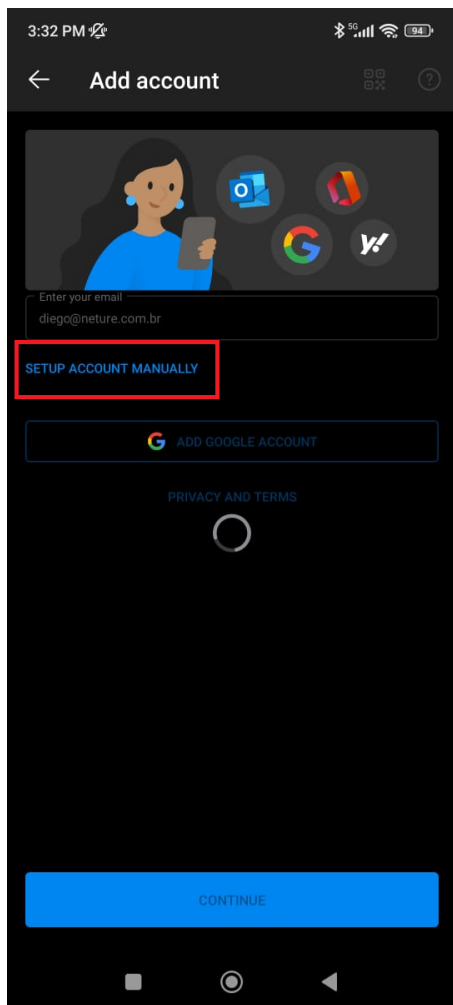 3:32 PM
5G
94
Add account
Enter your email
diego@neture.com.br
SETUP ACCOUNT MANUALLY
ADD GOOGLE ACCOUNT
PRIVACY AND TERMS
CONTINUE